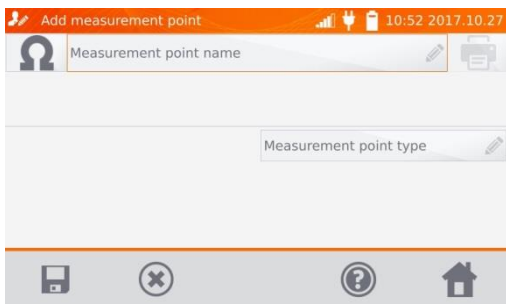 Add measurement point 10:52 2017.10.27
Ω Measurement point name
Measurement point type